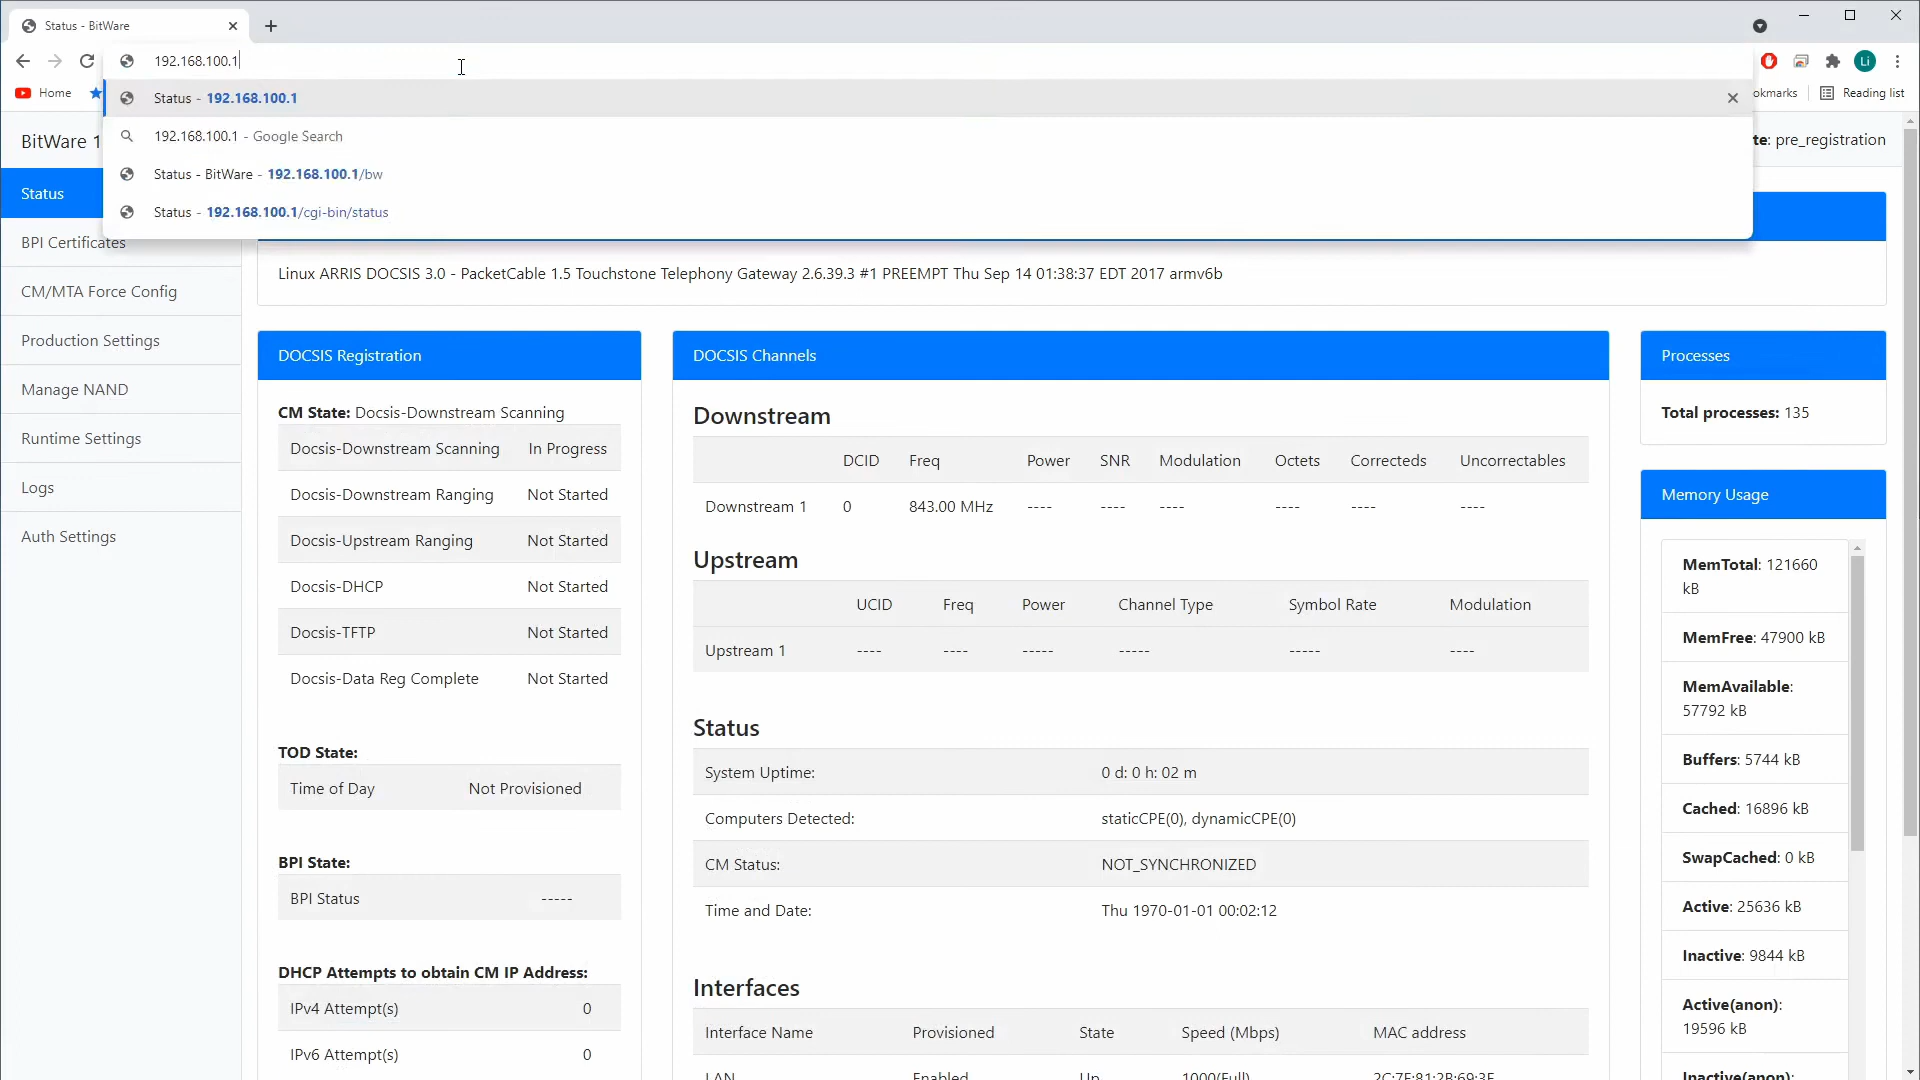 Status - BitWare
192.168.100.1
Li
Home
okmarks
Reading list
Status - 192.168.100.1
192.168.100.1 - Google Search
Status - BitWare - 192.168.100.1/bw
Status - 192.168.100.1/cgi-bin/status
BitWare 1
te: pre_registration
Status
BPI Certificates
CM/MTA Force Config
Production Settings
Manage NAND
Runtime Settings
Logs
Auth Settings
Linux ARRIS DOCSIS 3.0 - PacketCable 1.5 Touchstone Telephony Gateway 2.6.39.3 #1 PREEMPT Thu Sep 14 01:38:37 EDT 2017 armv6b
DOCSIS Registration
CM State: Docsis-Downstream Scanning
Docsis-Downstream Scanning In Progress
Docsis-Downstream Ranging Not Started
Docsis-Upstream Ranging Not Started
Docsis-DHCP Not Started
Docsis-TFTP Not Started
Docsis-Data Reg Complete Not Started
TOD State:
Time of Day Not Provisioned
BPI State:
BPI Status -----
DHCP Attempts to obtain CM IP Address:
IPv4 Attempt(s) 0
IPv6 Attempt(s) 0
DOCSIS Channels
Downstream
DCID Freq Power SNR Modulation Octets Correcteds Uncorrectables
Downstream 1 0 843.00 MHz ---- ---- ---- ---- ---- ----
Upstream
UCID Freq Power Channel Type Symbol Rate Modulation
Upstream 1 ---- ---- ----- ----- ----- ----
Status
System Uptime: 0 d: 0 h: 02 m
Computers Detected: staticCPE(0), dynamicCPE(0)
CM Status: NOT_SYNCHRONIZED
Time and Date: Thu 1970-01-01 00:02:12
Interfaces
Interface Name Provisioned State Speed (Mbps) MAC address
LAN Enabled Up 1000(Full)
Processes
Total processes: 135
Memory Usage
MemTotal: 121660
kB
MemFree: 47900 kB
MemAvailable:
57792 kB
Buffers: 5744 kB
Cached: 16896 kB
SwapCached: 0 kB
Active: 25636 kB
Inactive: 9844 kB
Active(anon):
19596 kB
Inactive(anon):